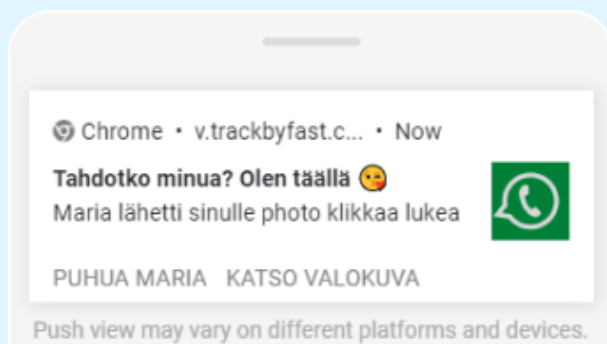 Chrome • v.trackbyfast.c... • Now
Tahdotko minua? Olen täällä 😘
Maria lähetti sinulle photo klikkaa lukea
PUHUA MARIA KATSO VALOKUVA
Push view may vary on different platforms and devices.